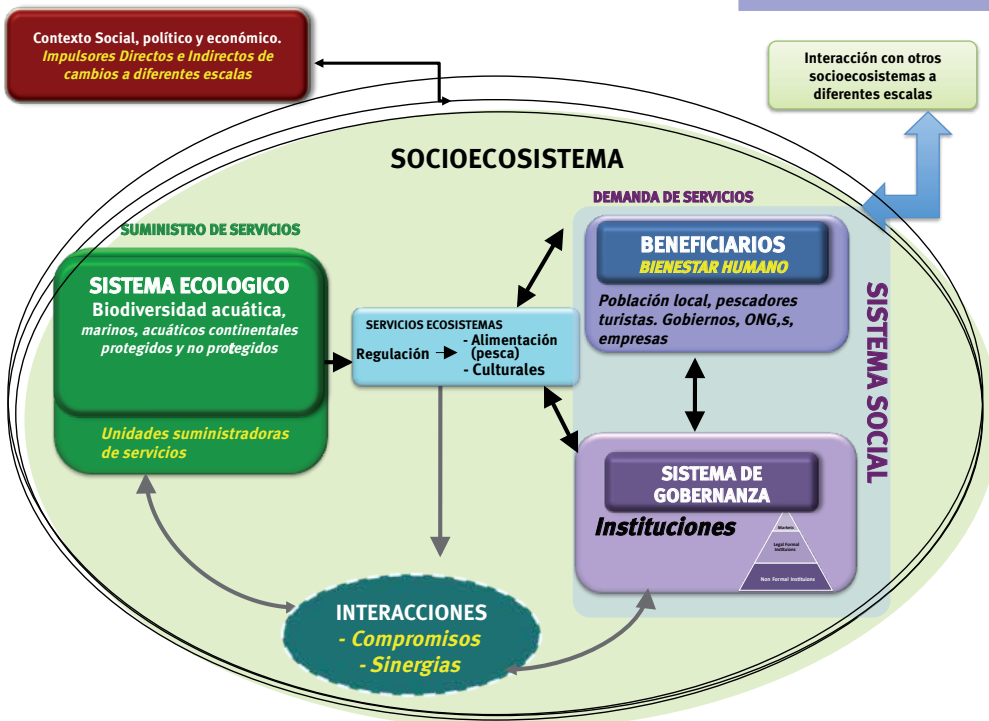 Contexto Social, político y económico.
Impulsores Directos e Indirectos de
cambios a diferentes escalas
Interacción con otros
socioecosistemas a
diferentes escalas
SOCIOECOSISTEMA
SUMINISTRO DE SERVICIOS
SISTEMA ECOLOGICO
Biodiversidad acuática,
marinos, acuáticos continentales
protegidos y no protegidos
Unidades suministradoras
de servicios
SERVICIOS ECOSISTEMAS
Regulación
- Alimentación
(pesca)
- Culturales
DEMANDA DE SERVICIOS
BENEFICIARIOS
BIENESTAR HUMANO
Población local, pescadores
turistas. Gobiernos, ONG,s,
empresas
SISTEMA SOCIAL
SISTEMA DE
GOBERNANZA
Instituciones
Markets
Legal Formal
Instituions
Non-Formal Instituions
INTERACCIONES
- Compromisos
- Sinergias